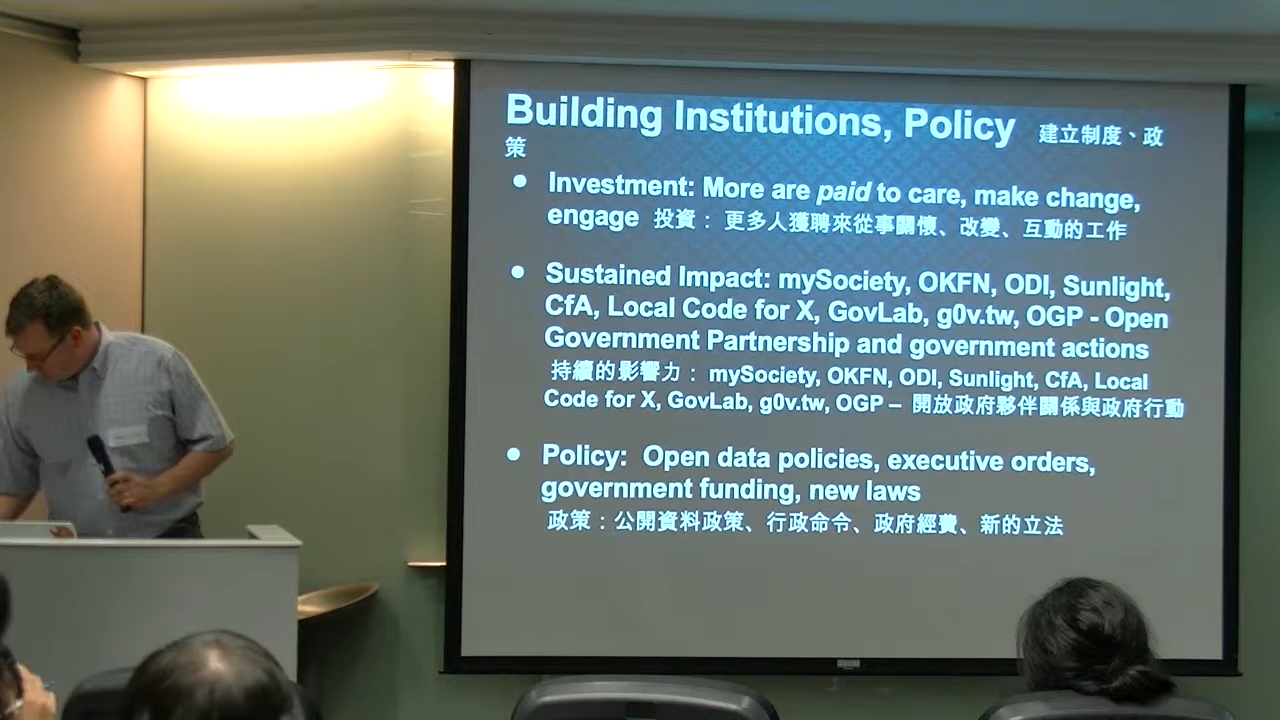 Building Institutions, Policy 建立制度、政
策
● Investment: More are paid to care, make change,
engage 投資： 更多人獲聘來從事關懷、改變、互動的工作
● Sustained Impact: mySociety, OKFN, ODI, Sunlight,
CfA, Local Code for X, GovLab, g0v.tw, OGP - Open
Government Partnership and government actions
持續的影響力： mySociety, OKFN, ODI, Sunlight, CfA, Local
Code for X, GovLab, g0v.tw, OGP – 開放政府夥伴關係與政府行動
● Policy: Open data policies, executive orders,
government funding, new laws
政策：公開資料政策、行政命令、政府經費、新的立法